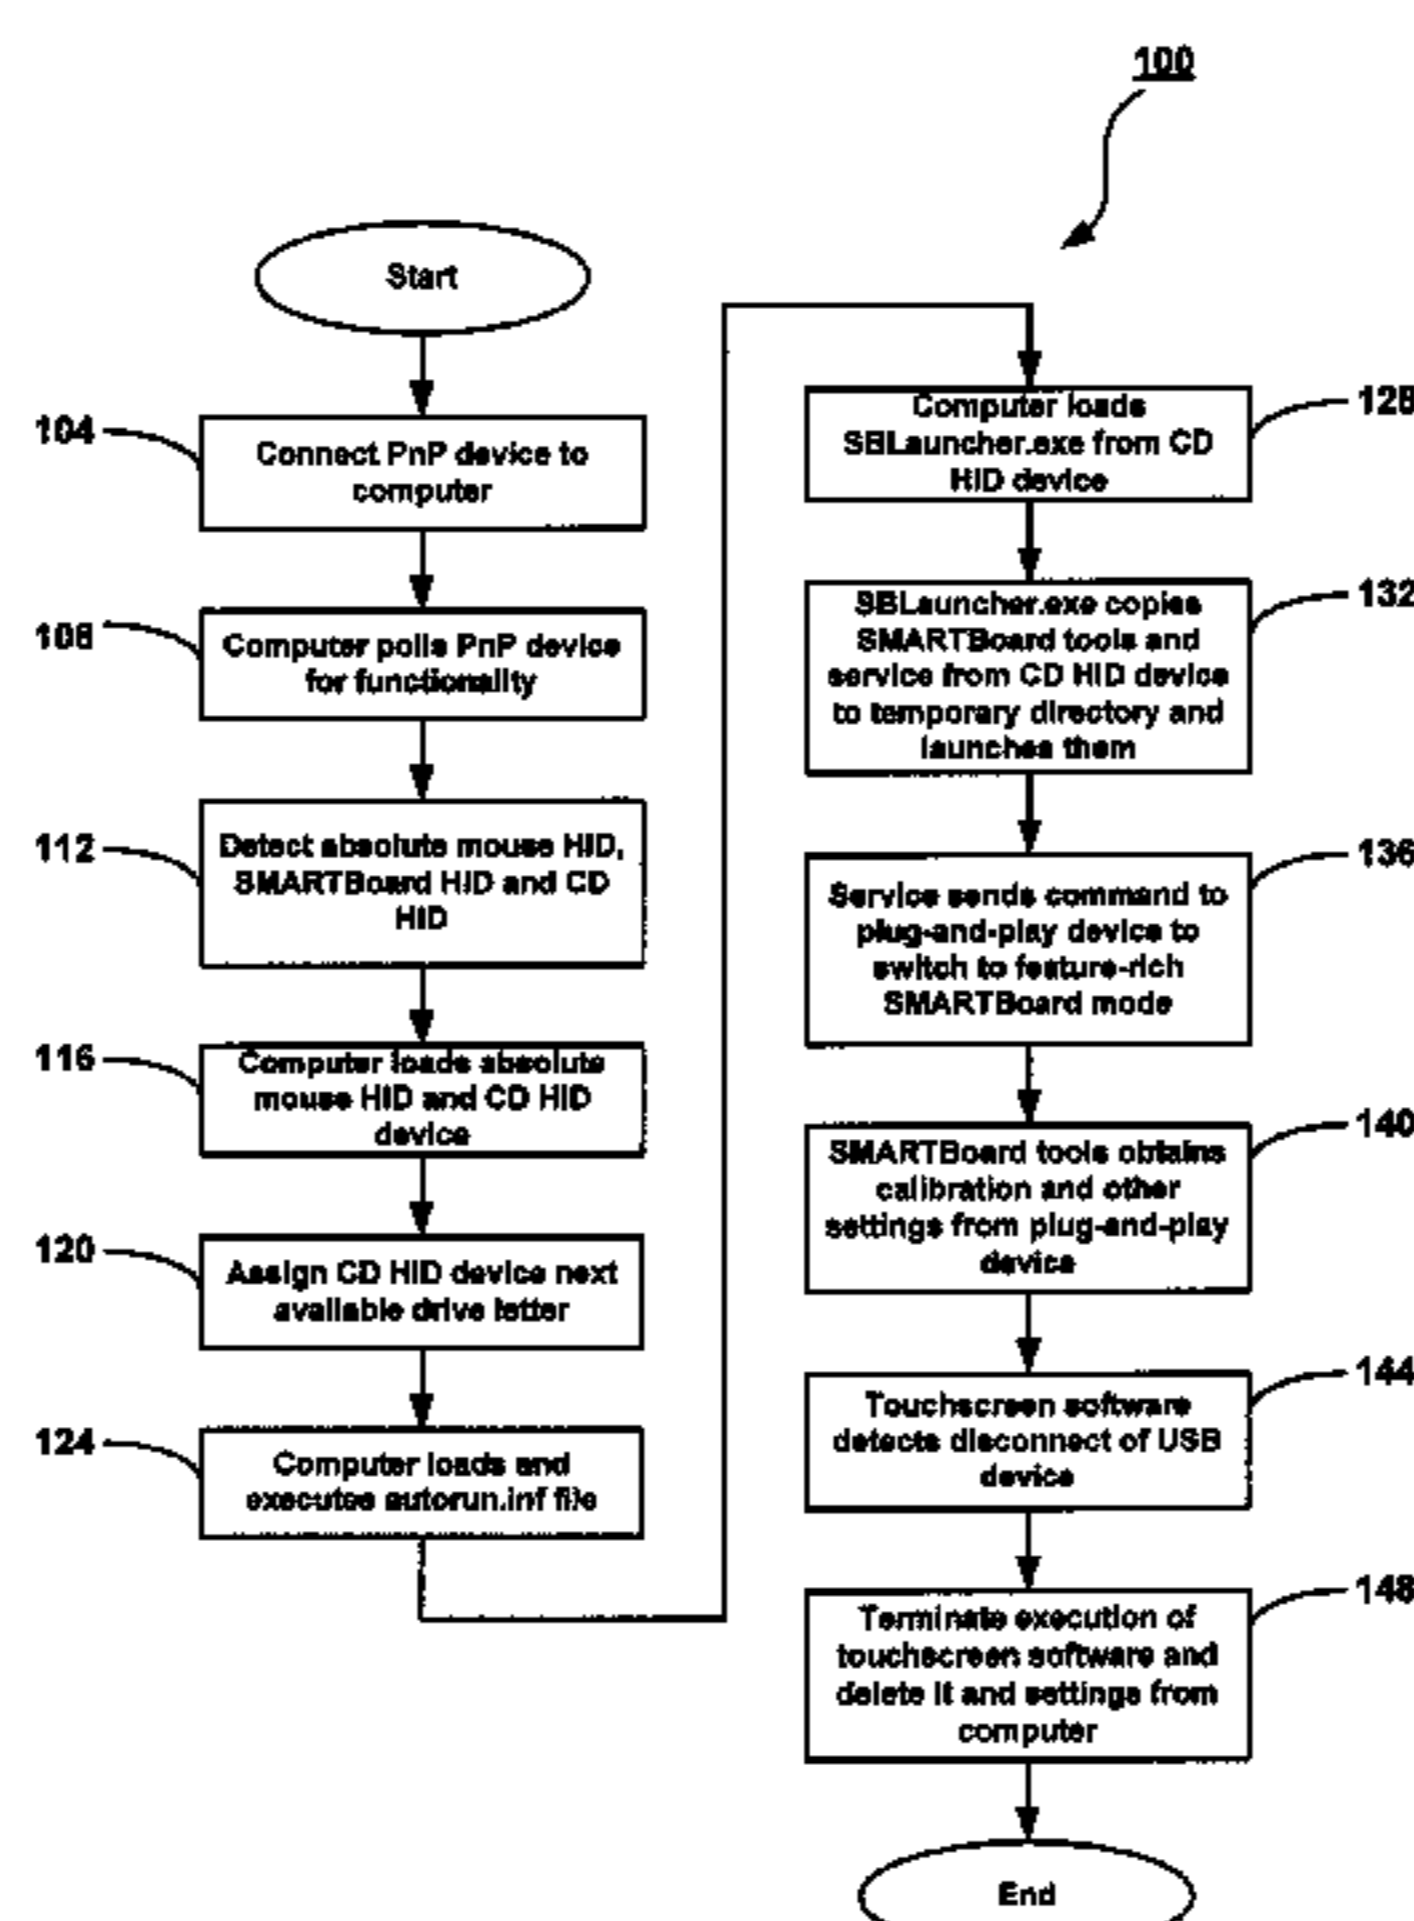 100
Start
104
Connect PnP device to
computer
108
Computer polls PnP device
for functionality
112
Detect absolute mouse HID,
SMARTBoard HID and CD
HID
116
Computer loads absolute
mouse HID and CD HID
device
120
Assign CD HID device next
available drive letter
124
Computer loads and
executes autorun.inf file
128
Computer loads
SBLauncher.exe from CD
HID device
132
SBLauncher.exe copies
SMARTBoard tools and
service from CD HID device
to temporary directory and
launches them
136
Service sends command to
plug-and-play device to
switch to feature-rich
SMARTBoard mode
140
SMARTBoard tools obtains
calibration and other
settings from plug-and-play
device
144
Touchscreen software
detects disconnect of USB
device
148
Terminate execution of
touchscreen software and
delete it and settings from
computer
End